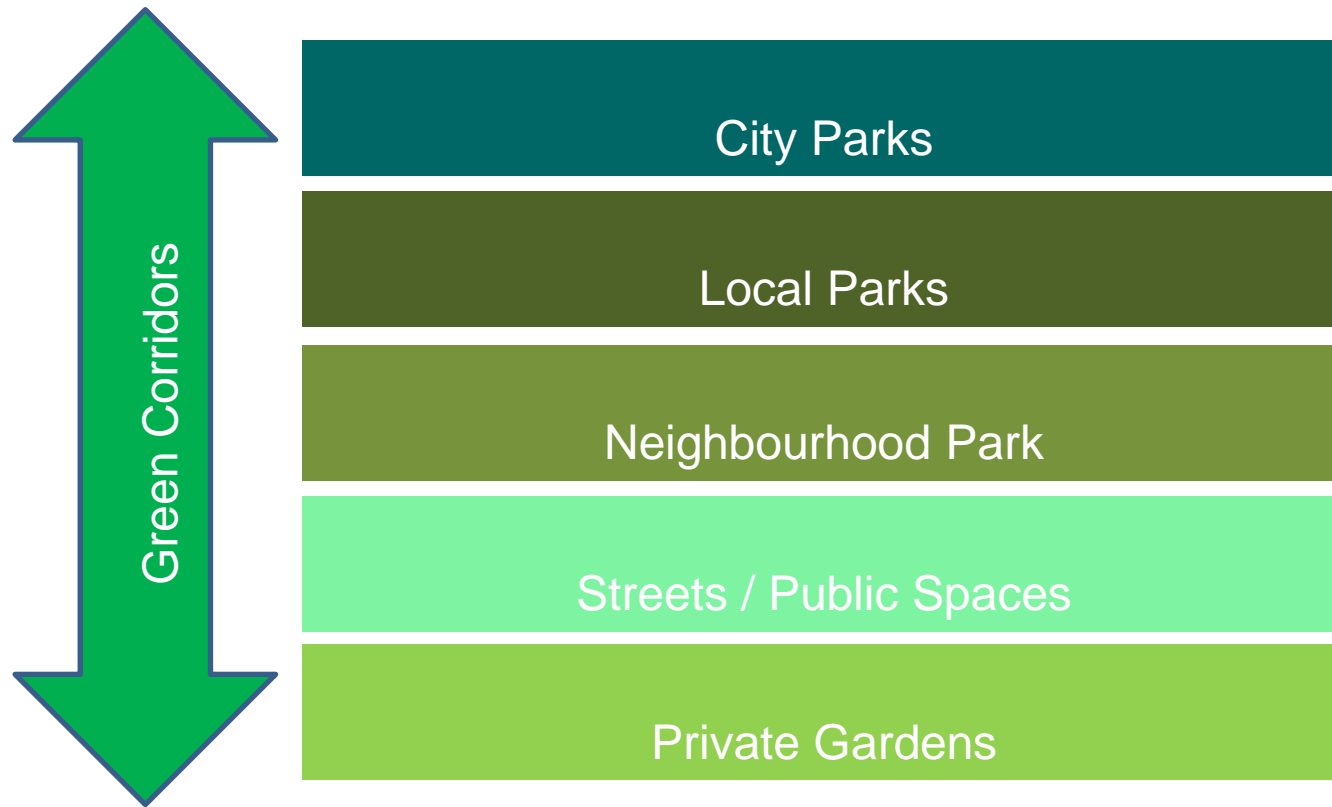 Green Corridors
City Parks
Local Parks
Neighbourhood Park
Streets / Public Spaces
Private Gardens